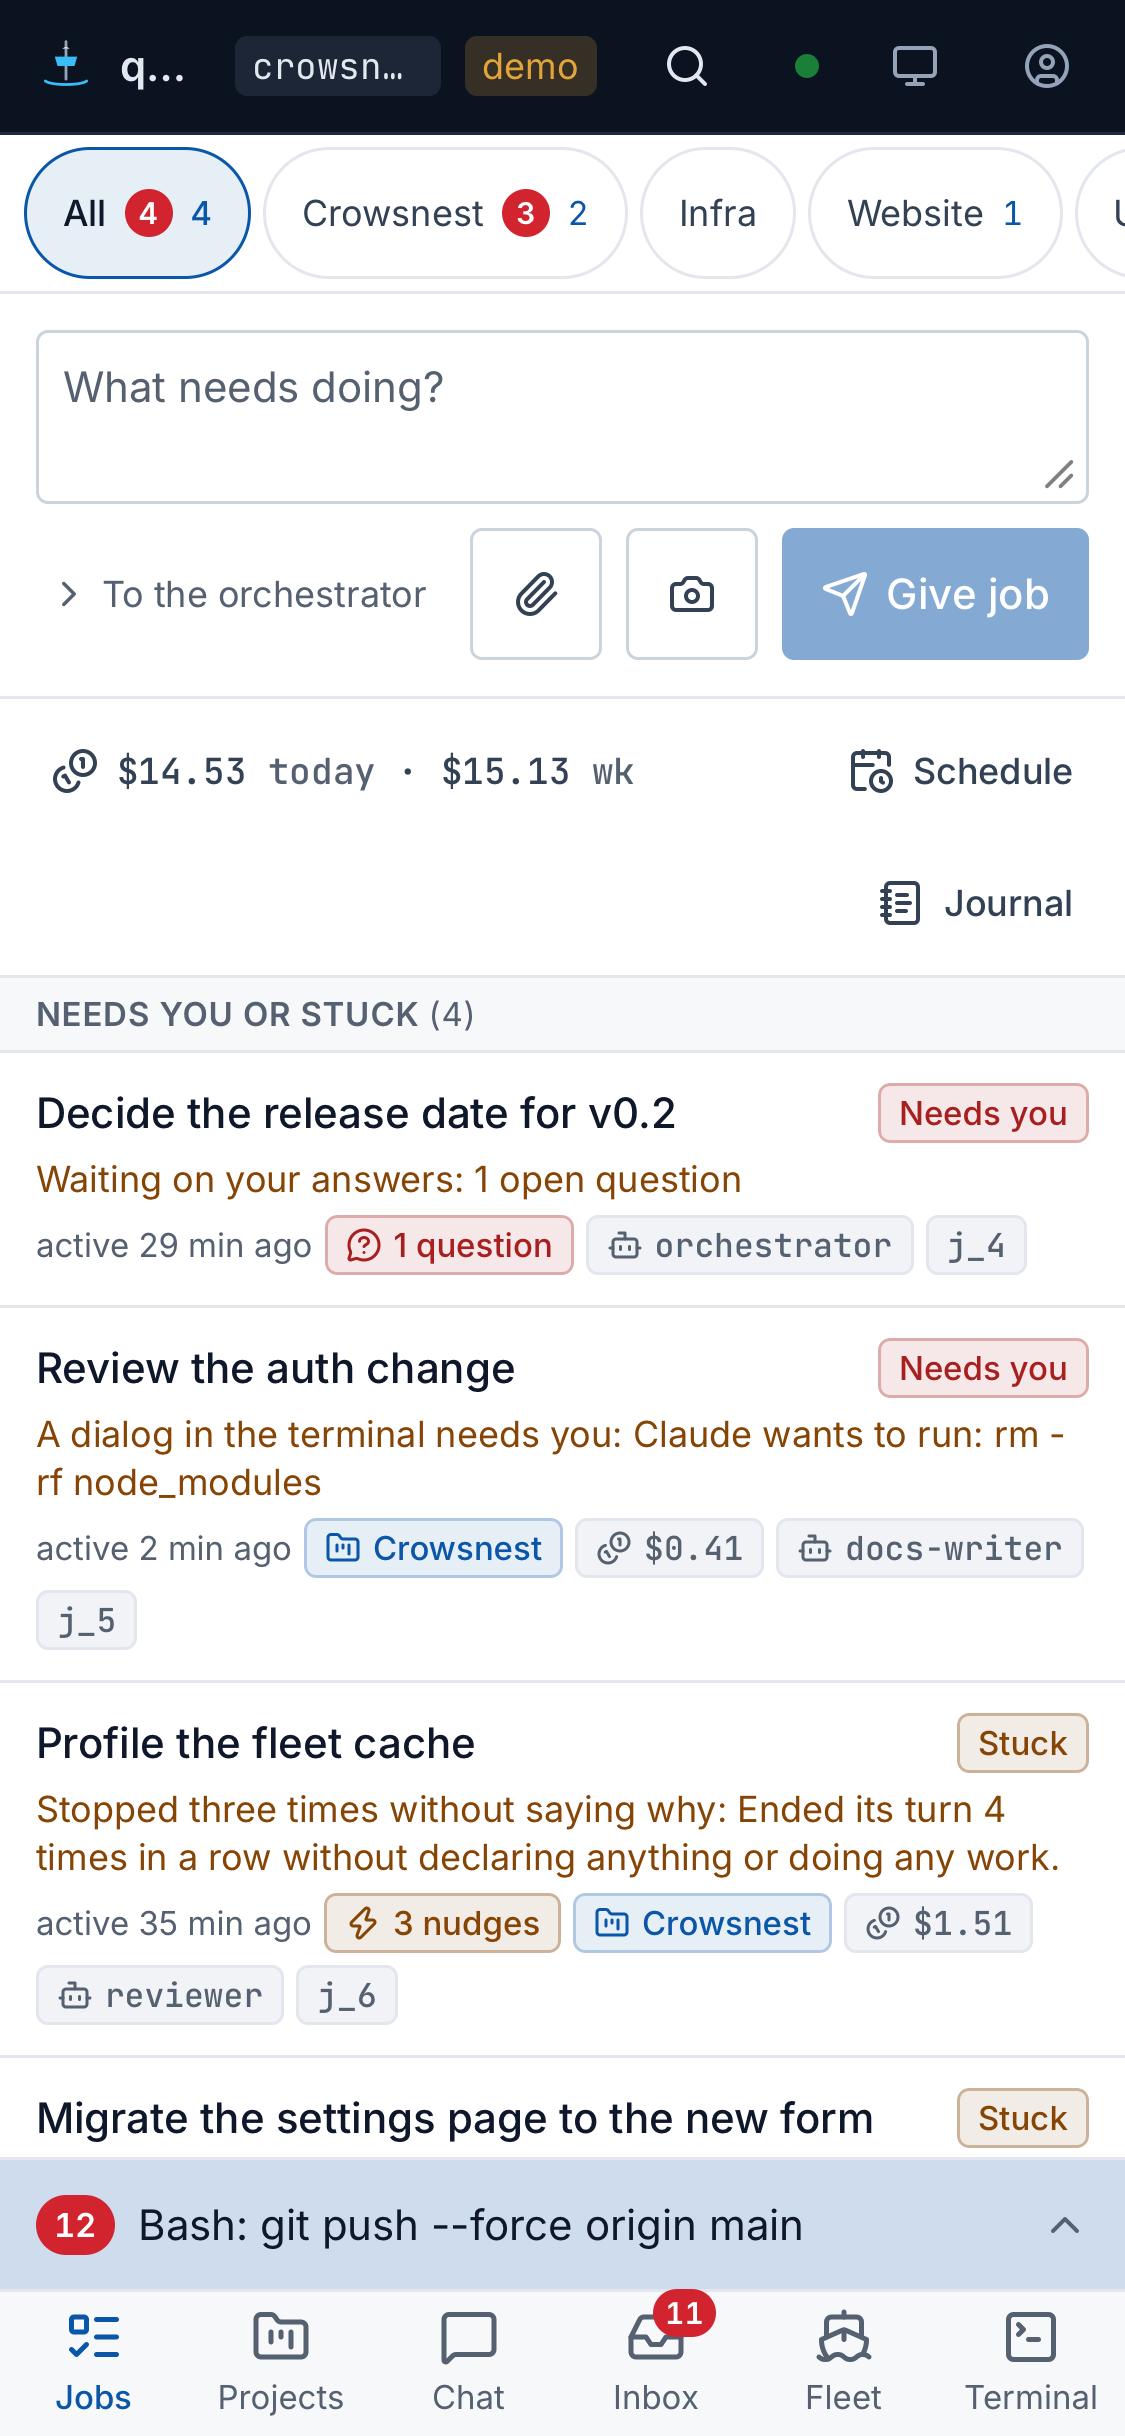 q...
crowsn...
demo
All 4 4
Crowsnest 3 2
Infra
Website 1
What needs doing?
To the orchestrator
Give job
$14.53 today · $15.13 wk
Schedule
Journal
NEEDS YOU OR STUCK (4)
Decide the release date for v0.2
Needs you
Waiting on your answers: 1 open question
active 29 min ago 1 question orchestrator j_4
Review the auth change
Needs you
A dialog in the terminal needs you: Claude wants to run: rm -
rf node_modules
active 2 min ago Crowsnest $0.41 docs-writer
j_5
Profile the fleet cache
Stuck
Stopped three times without saying why: Ended its turn 4
times in a row without declaring anything or doing any work.
active 35 min ago 3 nudges Crowsnest $1.51
reviewer j_6
Migrate the settings page to the new form
Stuck
12 Bash: git push --force origin main
11
Jobs Projects Chat Inbox Fleet Terminal